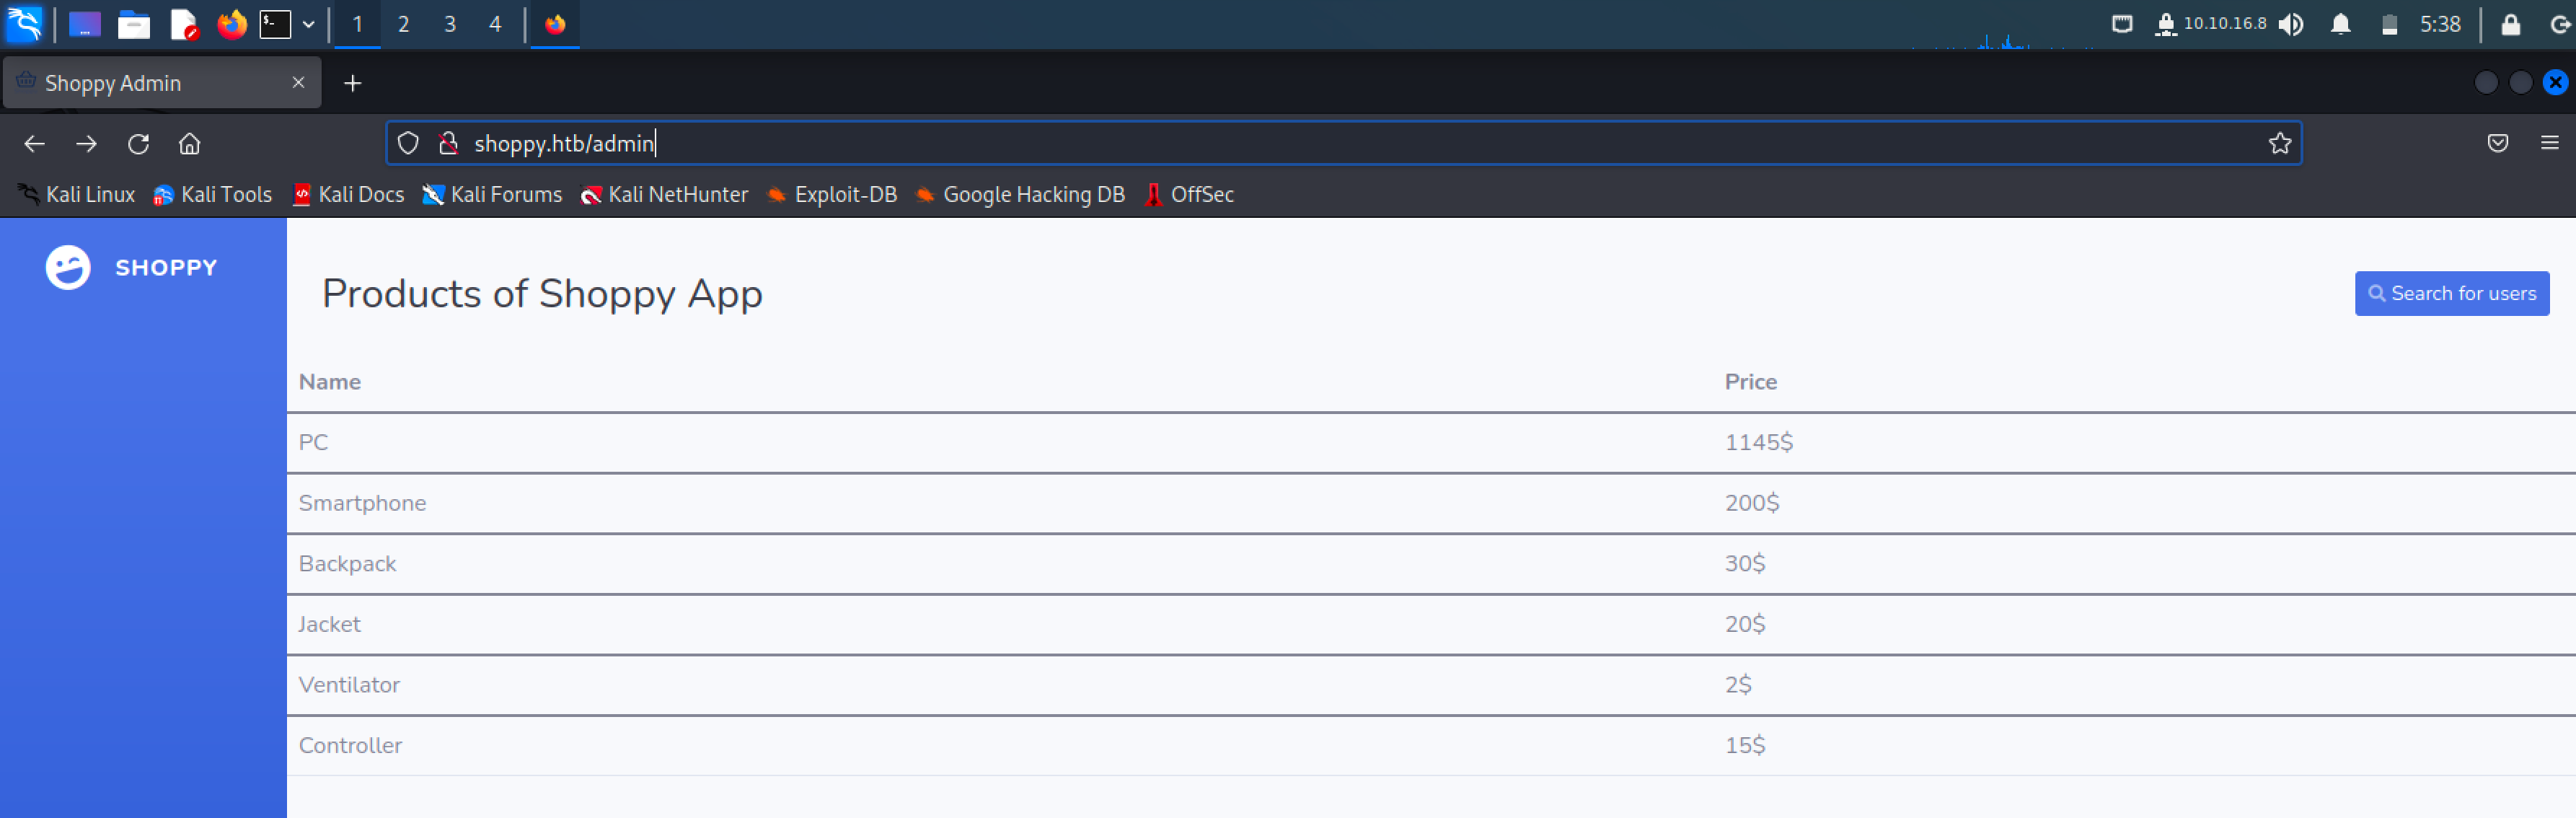 1 2 3 4 10.10.16.8 5:38
Shoppy Admin
shoppy.htb/admin
Kali Linux Kali Tools Kali Docs Kali Forums Kali NetHunter Exploit-DB Google Hacking DB OffSec
SHOPPY
Products of Shoppy App
Search for users
Name Price
PC 1145$
Smartphone 200$
Backpack 30$
Jacket 20$
Ventilator 2$
Controller 15$